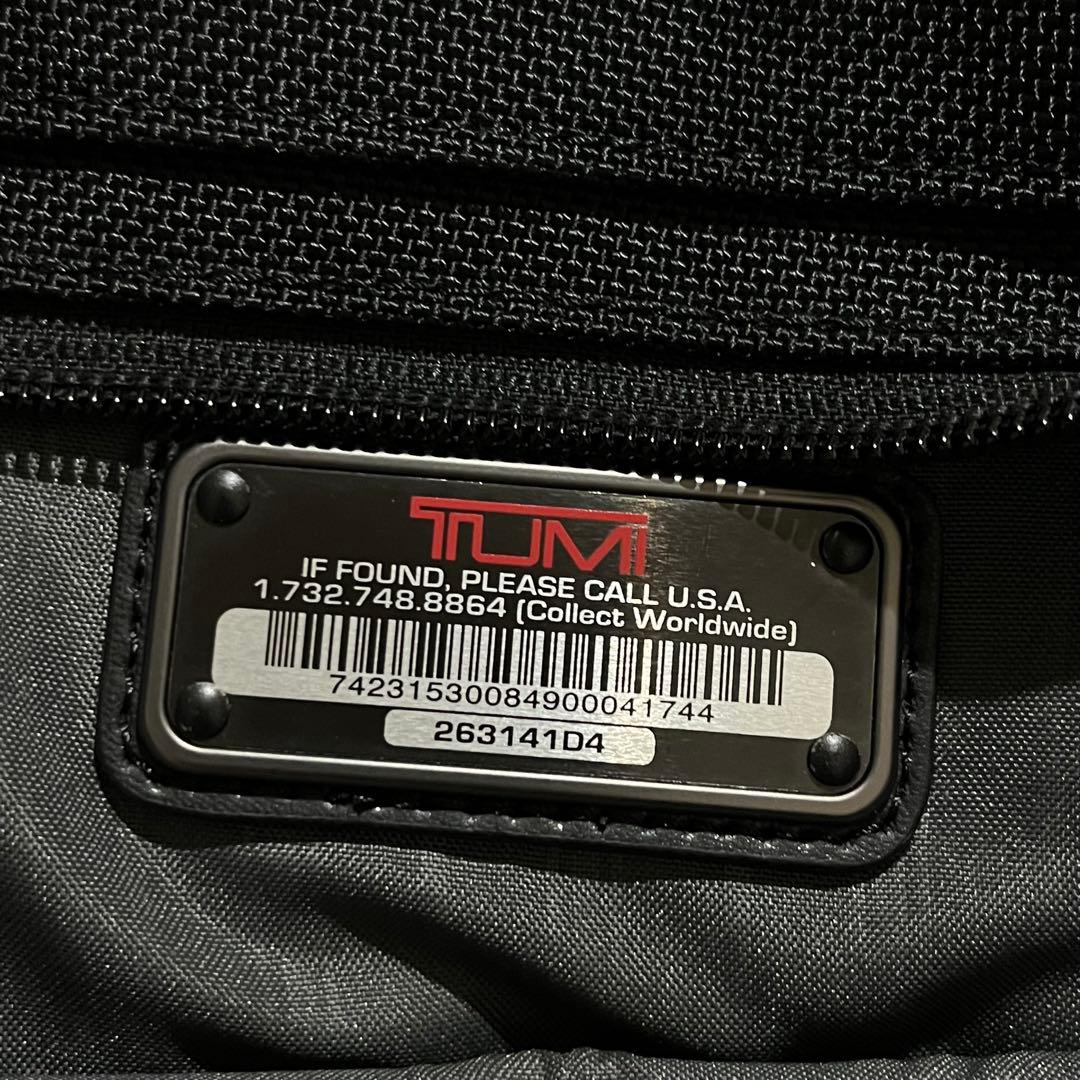 TUMI
IF FOUND, PLEASE CALL U.S.A.
1.732.748.8864 (Collect Worldwide)
74231530084900041744
263141D4